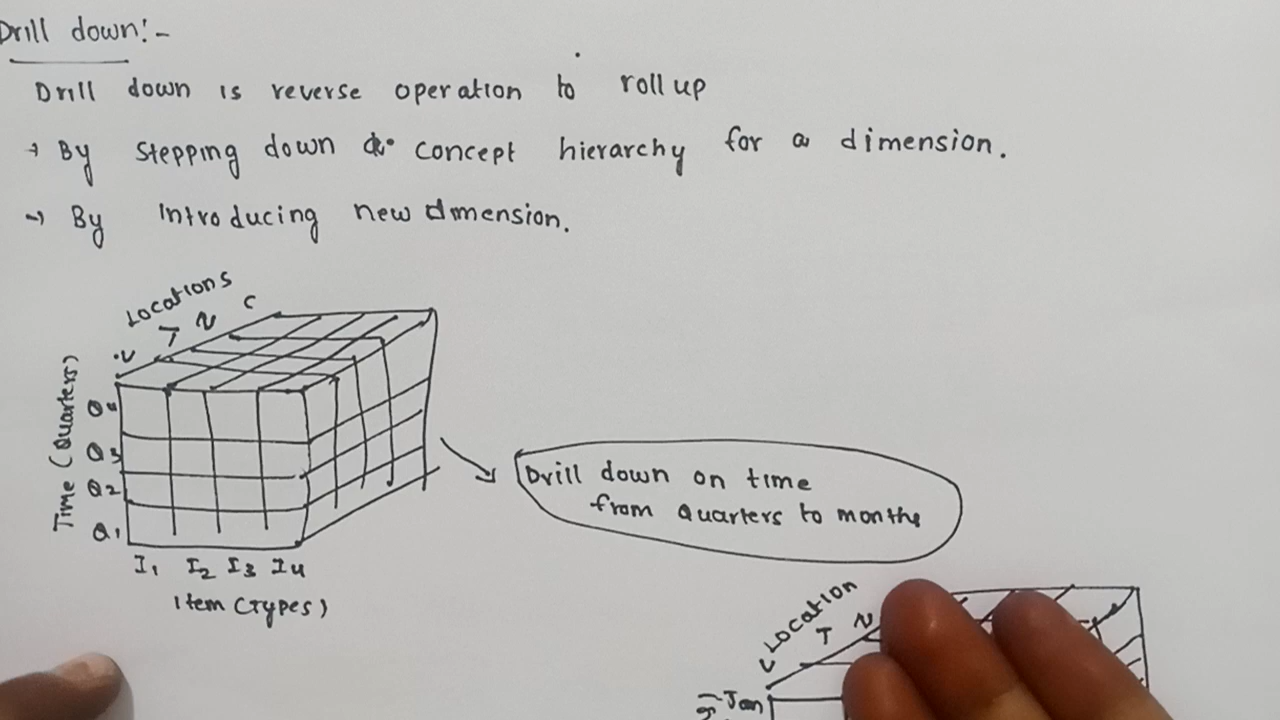 Drill down:-
Drill down is reverse operation to roll up
→ By stepping down concept hierarchy for a dimension.
→ By Introducing new dmension.
Locations
V T N C
Time (Quarters)
Q4
Q3
Q2
Q1
I1 I2 I3 I4
Item (Types)
Drill down on time
from Quarters to months
Location
V T N
Jan